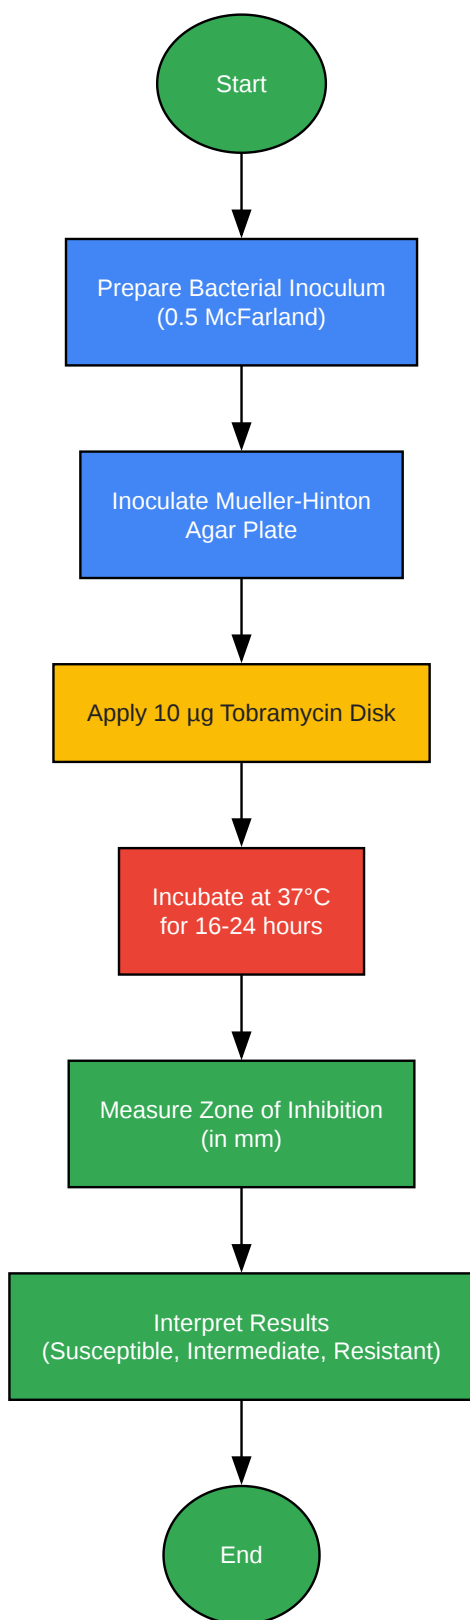 Start
Prepare Bacterial Inoculum
(0.5 McFarland)
Inoculate Mueller-Hinton
Agar Plate
Apply 10 µg Tobramycin Disk
Incubate at 37°C
for 16-24 hours
Measure Zone of Inhibition
(in mm)
Interpret Results
(Susceptible, Intermediate, Resistant)
End